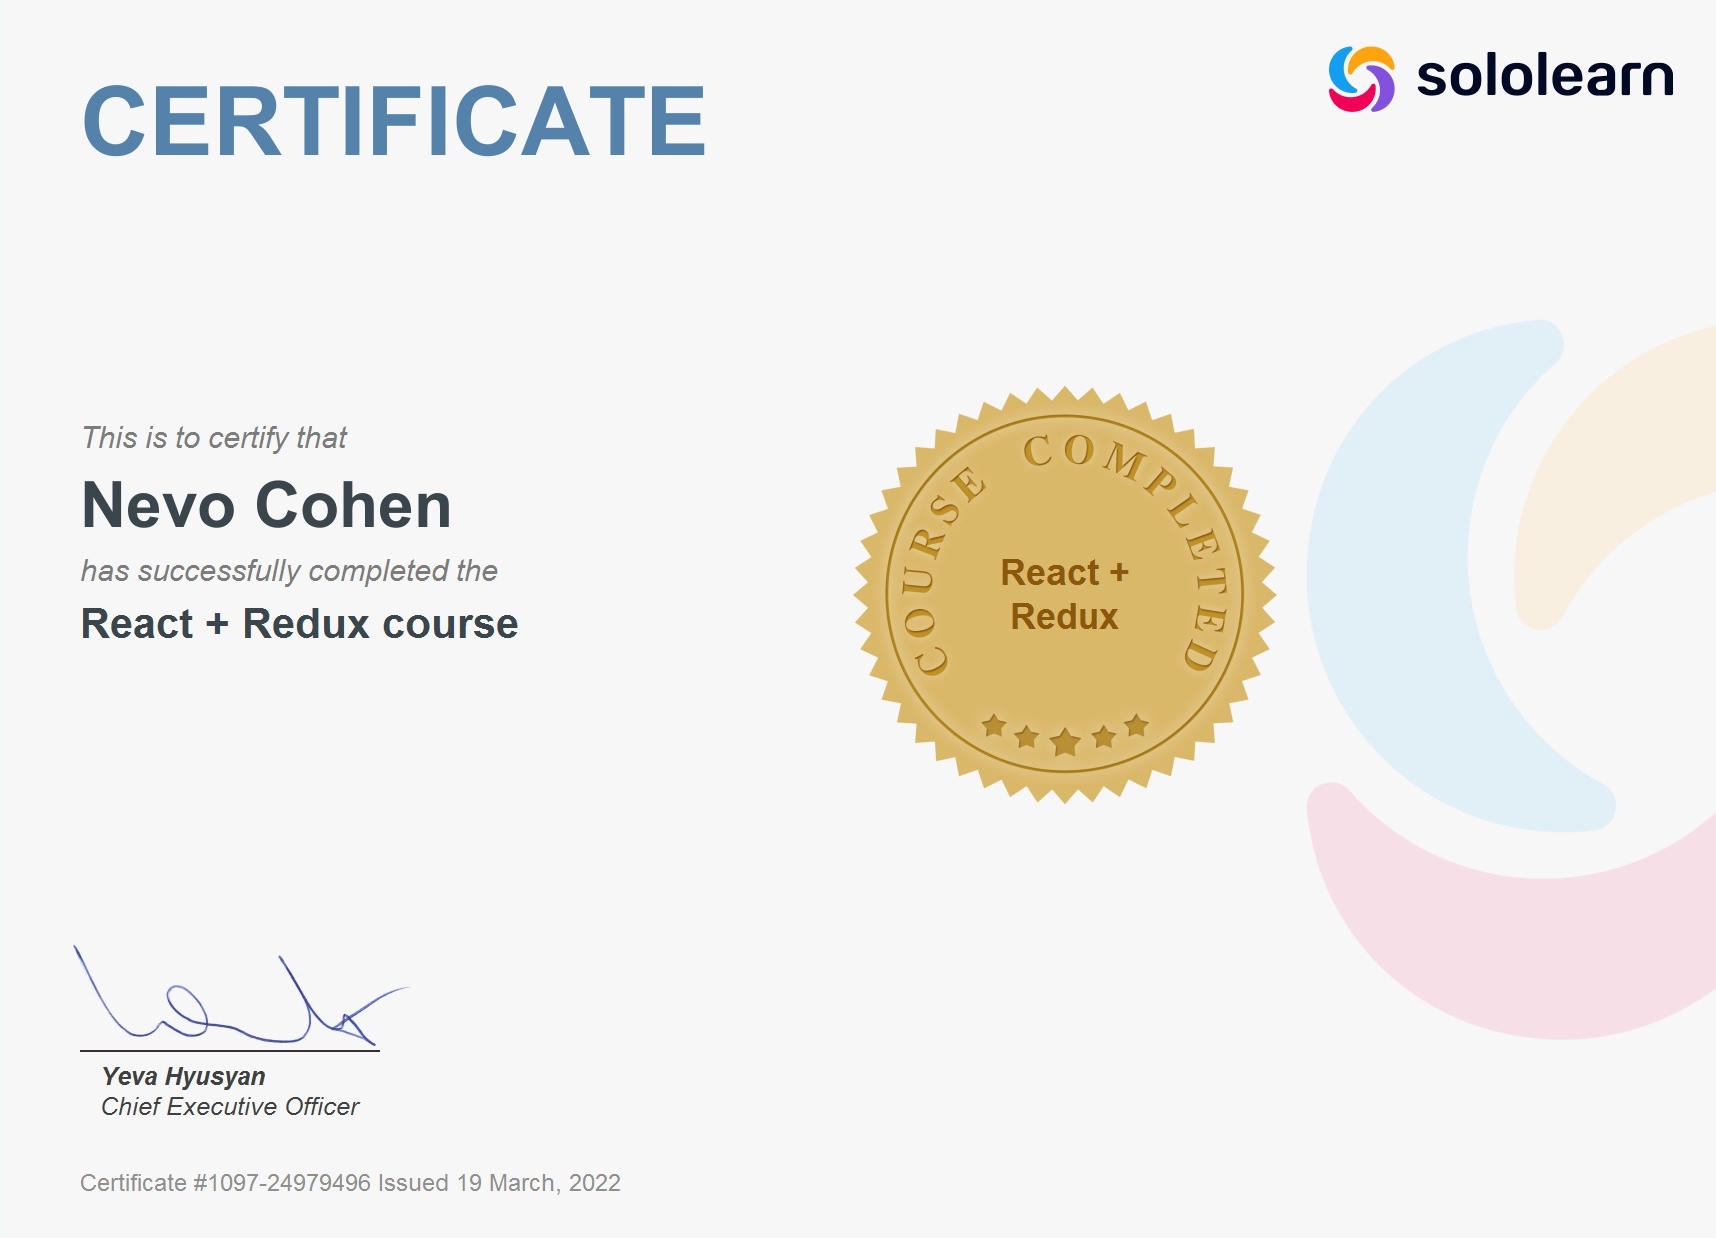 CERTIFICATE
sololearn
This is to certify that
Nevo Cohen
has successfully completed the
React + Redux course
COURSE COMPLETED
React +
Redux
Yeva Hyusyan
Chief Executive Officer
Certificate #1097-24979496 Issued 19 March, 2022